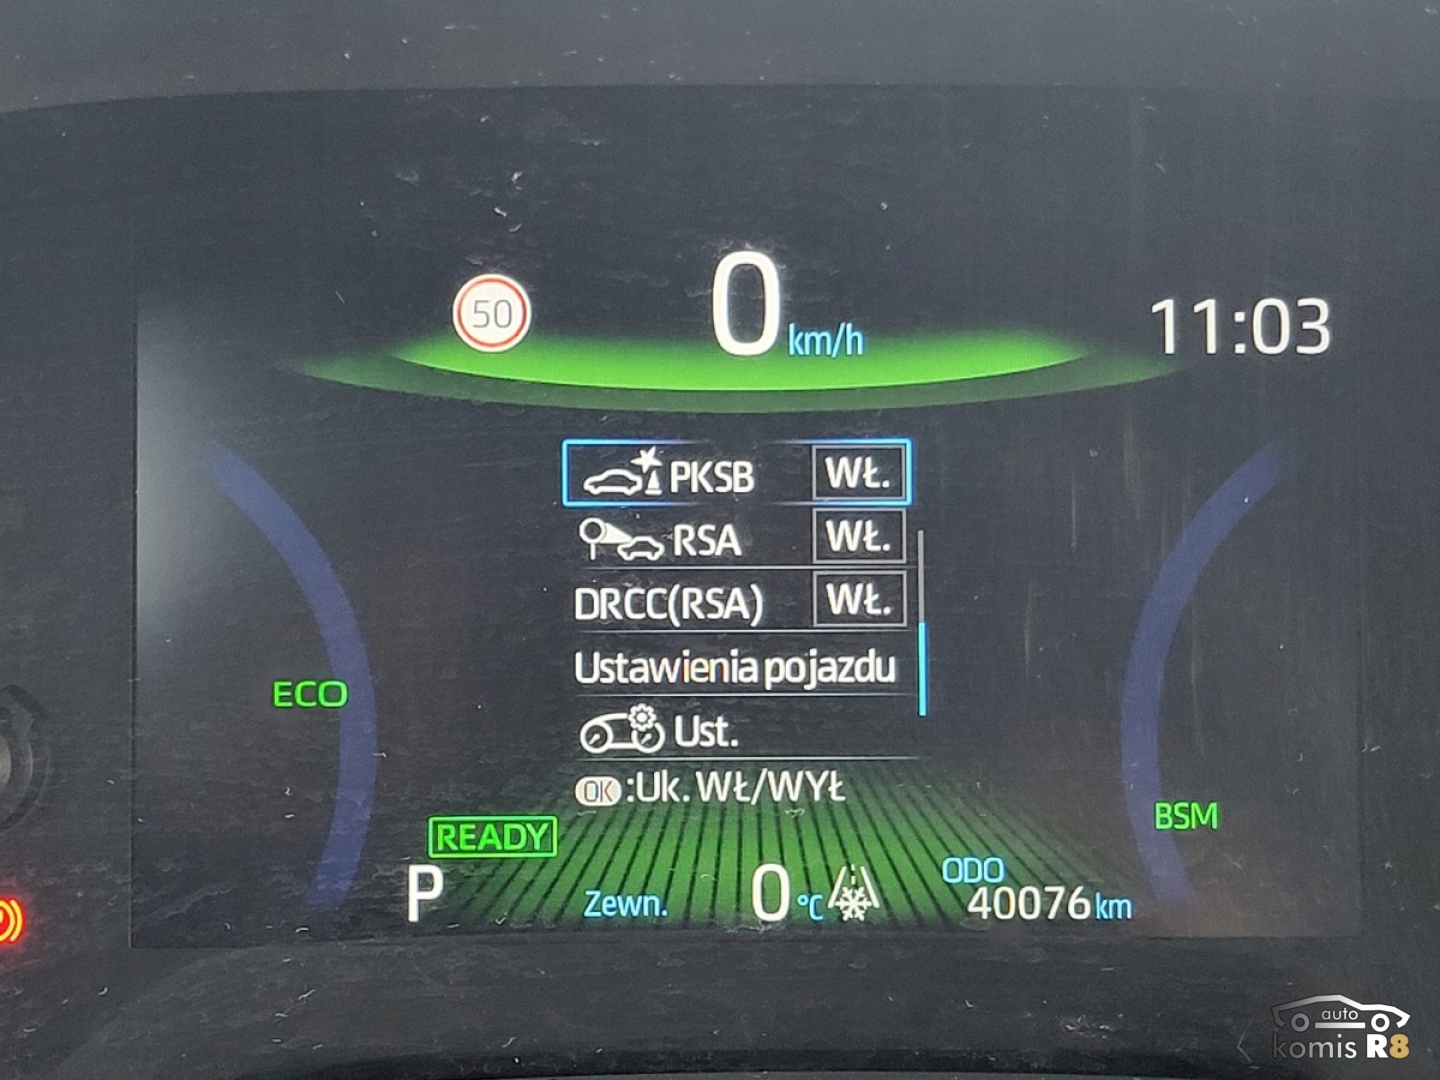 50
0 km/h
11:03
PKSB WŁ.
RSA WŁ.
DRCC(RSA) WŁ.
Ustawienia pojazdu
Ust.
OK :Uk. WŁ/WYŁ
ECO
BSM
READY
P
Zewn. 0 °C
ODO
40076 km
auto
komis R8